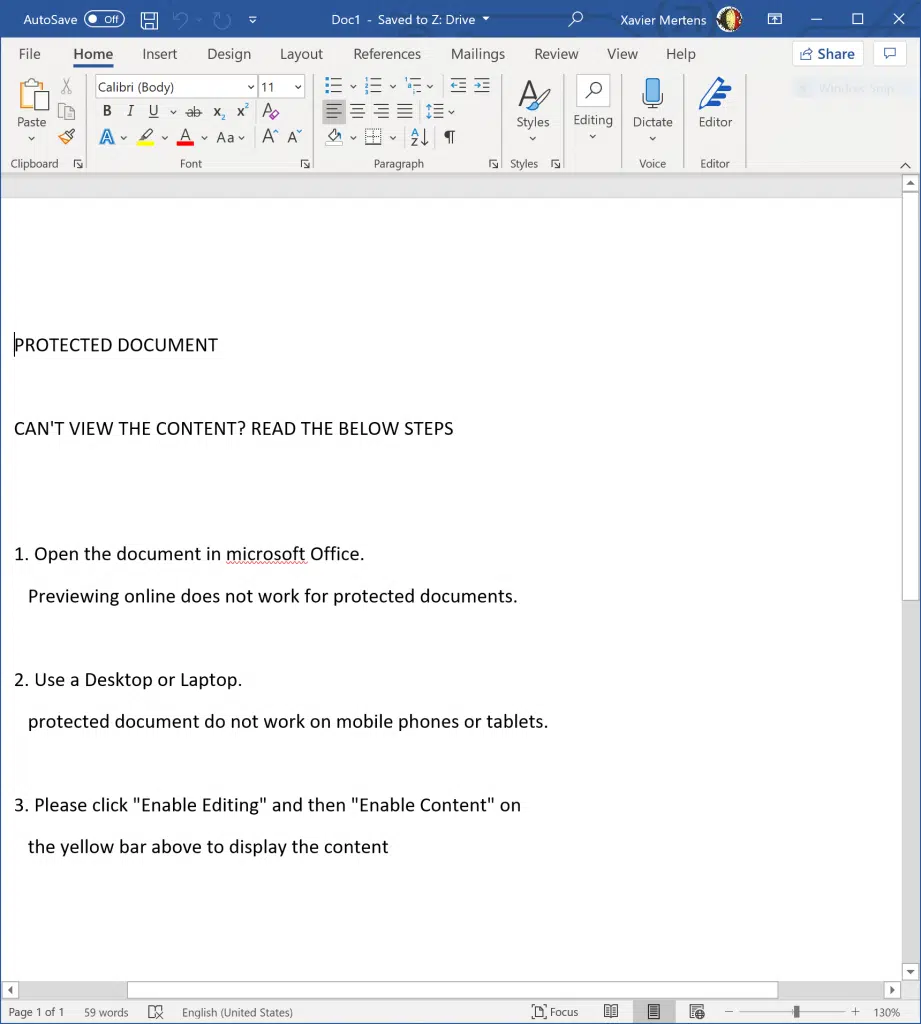 AutoSave Off Doc1 - Saved to Z: Drive Xavier Mertens
File Home Insert Design Layout References Mailings Review View Help Share
Calibri (Body) 11
B I U ab x2 x2 A
A A Aa A A
Paste Styles Editing Dictate Editor
Clipboard Font Paragraph Styles Voice Editor
PROTECTED DOCUMENT
CAN'T VIEW THE CONTENT? READ THE BELOW STEPS
1. Open the document in microsoft Office.
Previewing online does not work for protected documents.
2. Use a Desktop or Laptop.
protected document do not work on mobile phones or tablets.
3. Please click "Enable Editing" and then "Enable Content" on
the yellow bar above to display the content
Page 1 of 1 59 words English (United States) Focus 130%